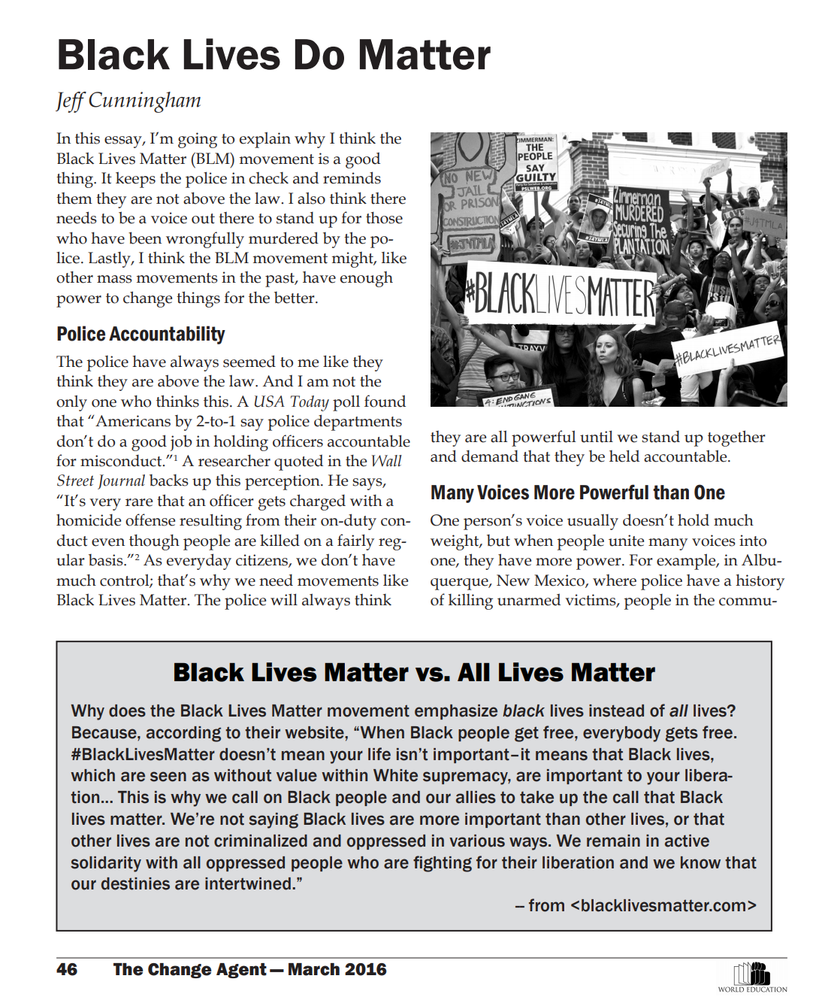 Black Lives Do Matter
Jeff Cunningham
In this essay, I’m going to explain why I think the
Black Lives Matter (BLM) movement is a good
thing. It keeps the police in check and reminds
them they are not above the law. I also think there
needs to be a voice out there to stand up for those
who have been wrongfully murdered by the po-
lice. Lastly, I think the BLM movement might, like
other mass movements in the past, have enough
power to change things for the better.
Police Accountability
The police have always seemed to me like they
think they are above the law. And I am not the
only one who thinks this. A USA Today poll found
that “Americans by 2-to-1 say police departments
don’t do a good job in holding officers accountable
for misconduct.”1 A researcher quoted in the Wall
Street Journal backs up this perception. He says,
“It’s very rare that an officer gets charged with a
homicide offense resulting from their on-duty con-
duct even though people are killed on a fairly reg-
ular basis.”2 As everyday citizens, we don’t have
much control; that’s why we need movements like
Black Lives Matter. The police will always think
NO NEW
JAIL
OR PRISON
CONSTRUCTION
#J4TMLA
ZIMMERMAN:
THE
PEOPLE
SAY
GUILTY
PSLWEB.ORG
#J4TMLA
#J4TMLA
Zimmerman
MURDERED
Securing The
PLANTATION
#J4TMLA
#BLACKLIVESMATTER
#BLACKLIVESMATTER
TRAYV
4: END GANG
they are all powerful until we stand up together
and demand that they be held accountable.
Many Voices More Powerful than One
One person’s voice usually doesn’t hold much
weight, but when people unite many voices into
one, they have more power. For example, in Albu-
querque, New Mexico, where police have a history
of killing unarmed victims, people in the commu-
Black Lives Matter vs. All Lives Matter
Why does the Black Lives Matter movement emphasize black lives instead of all lives?
Because, according to their website, “When Black people get free, everybody gets free.
#BlackLivesMatter doesn’t mean your life isn’t important–it means that Black lives,
which are seen as without value within White supremacy, are important to your libera-
tion... This is why we call on Black people and our allies to take up the call that Black
lives matter. We’re not saying Black lives are more important than other lives, or that
other lives are not criminalized and oppressed in various ways. We remain in active
solidarity with all oppressed people who are fighting for their liberation and we know that
our destinies are intertwined.”
– from <blacklivesmatter.com>
46 The Change Agent — March 2016
WORLD EDUCATION